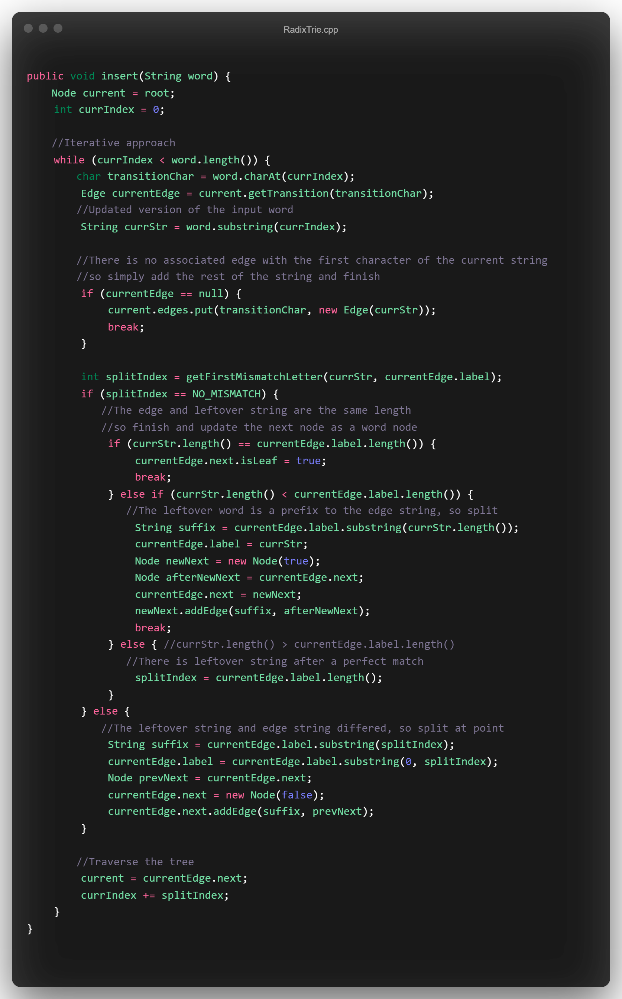 RadixTrie.cpp
public void insert(String word) {
    Node current = root;
    int currIndex = 0;

    //Iterative approach
    while (currIndex < word.length()) {
        char transitionChar = word.charAt(currIndex);
        Edge currentEdge = current.getTransition(transitionChar);
        //Updated version of the input word
        String currStr = word.substring(currIndex);

        //There is no associated edge with the first character of the current string
        //so simply add the rest of the string and finish
        if (currentEdge == null) {
            current.edges.put(transitionChar, new Edge(currStr));
            break;
        }

        int splitIndex = getFirstMismatchLetter(currStr, currentEdge.label);
        if (splitIndex == NO_MISMATCH) {
            //The edge and leftover string are the same length
            //so finish and update the next node as a word node
            if (currStr.length() == currentEdge.label.length()) {
                currentEdge.next.isLeaf = true;
                break;
            } else if (currStr.length() < currentEdge.label.length()) {
                //The leftover word is a prefix to the edge string, so split
                String suffix = currentEdge.label.substring(currStr.length());
                currentEdge.label = currStr;
                Node newNext = new Node(true);
                Node afterNewNext = currentEdge.next;
                currentEdge.next = newNext;
                newNext.addEdge(suffix, afterNewNext);
                break;
            } else { //currStr.length() > currentEdge.label.length()
                //There is leftover string after a perfect match
                splitIndex = currentEdge.label.length();
            }
        } else {
            //The leftover string and edge string differed, so split at point
            String suffix = currentEdge.label.substring(splitIndex);
            currentEdge.label = currentEdge.label.substring(0, splitIndex);
            Node prevNext = currentEdge.next;
            currentEdge.next = new Node(false);
            currentEdge.next.addEdge(suffix, prevNext);
        }

        //Traverse the tree
        current = currentEdge.next;
        currIndex += splitIndex;
    }
}